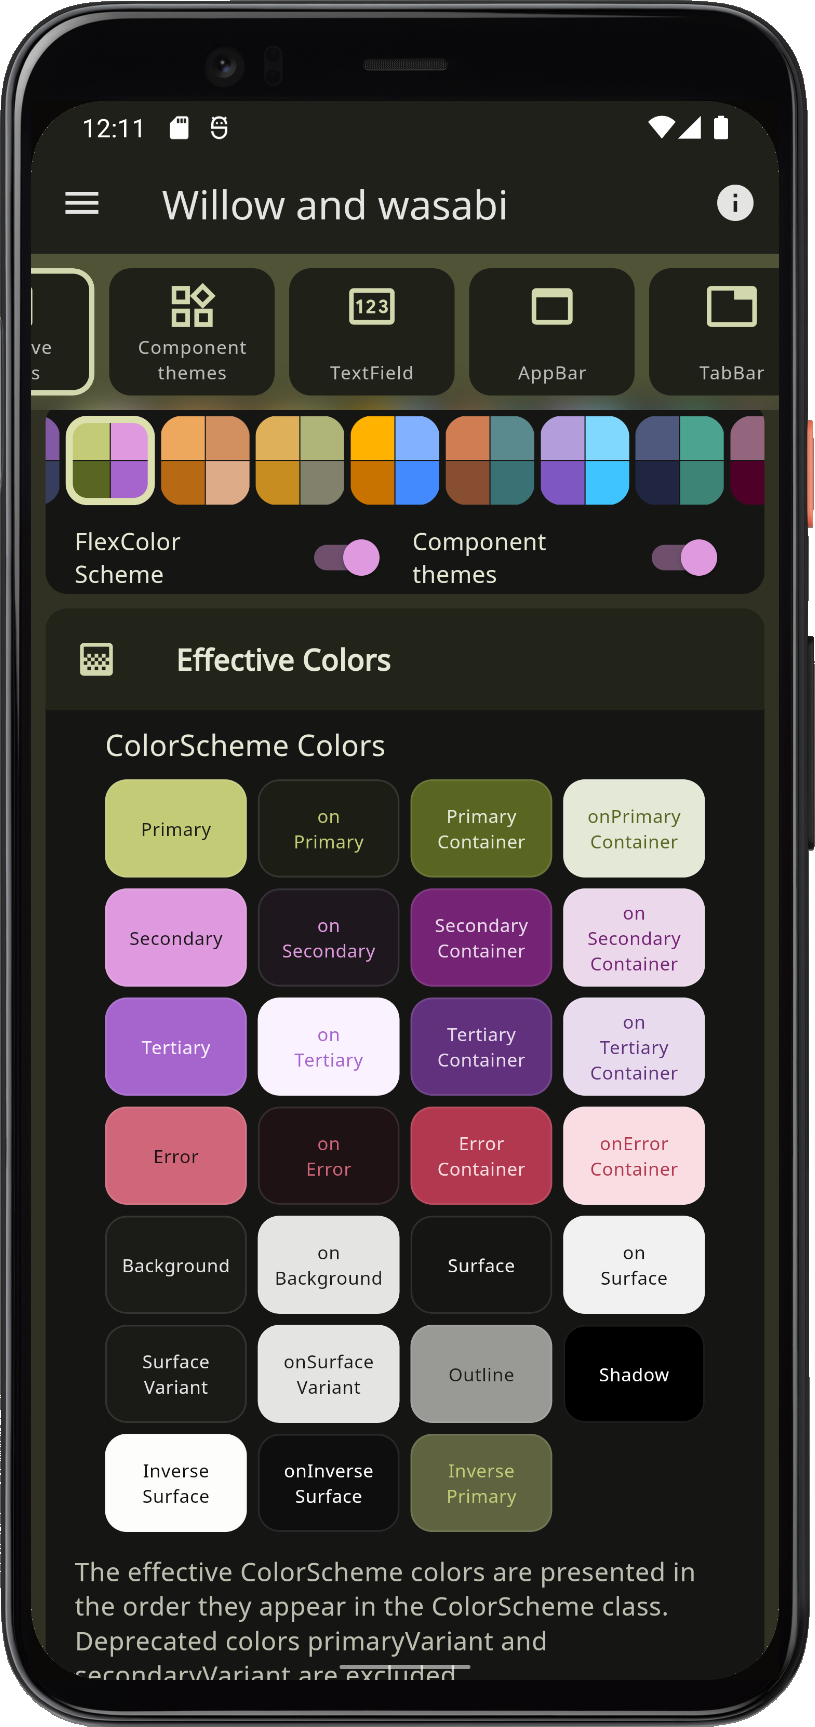 12:11
Willow and wasabi
ve
s
Component
themes
123
TextField
AppBar
TabBar
FlexColor
Scheme
Component
themes
Effective Colors
ColorScheme Colors
Primary
on
Primary
Primary
Container
onPrimary
Container
Secondary
on
Secondary
Secondary
Container
on
Secondary
Container
Tertiary
on
Tertiary
Tertiary
Container
on
Tertiary
Container
Error
on
Error
Error
Container
onError
Container
Background
on
Background
Surface
on
Surface
Surface
Variant
onSurface
Variant
Outline
Shadow
Inverse
Surface
onInverse
Surface
Inverse
Primary
The effective ColorScheme colors are presented in
the order they appear in the ColorScheme class.
Deprecated colors primaryVariant and
secondaryVariant are excluded